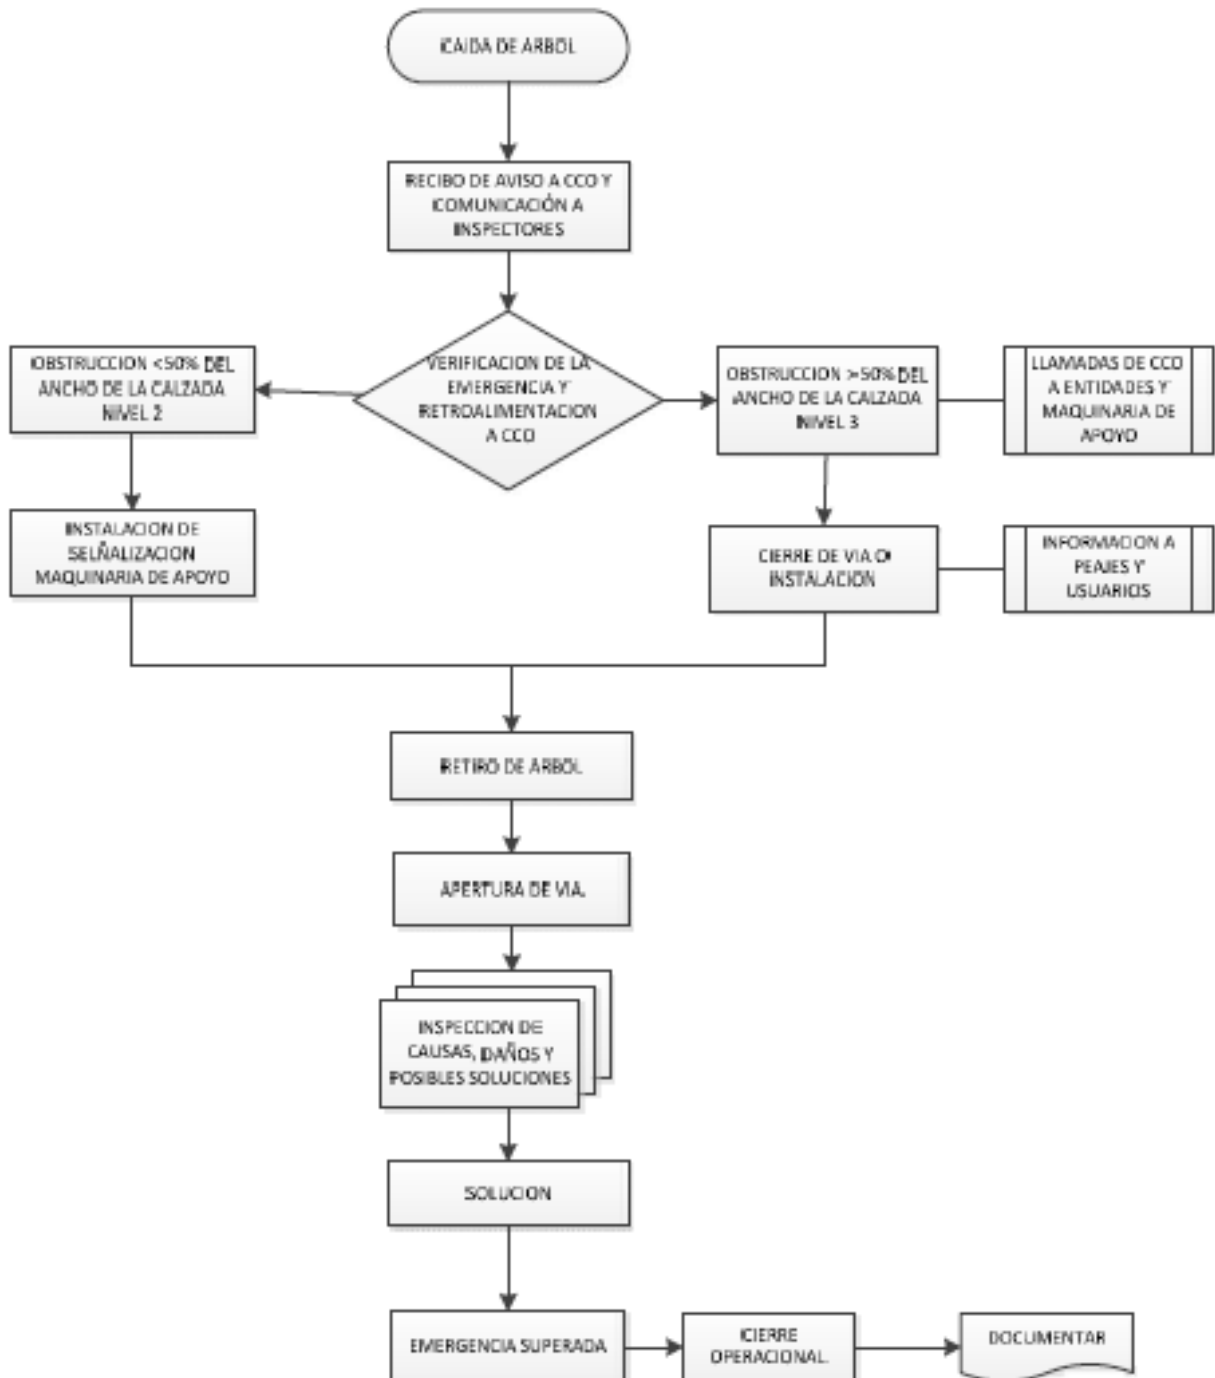 CAIDA DE ARBOL
RECIBO DE AVISO A CCO Y
COMUNICACIÓN A
INSPECTORES
VERIFICACION DE LA
EMERGENCIA Y
RETROALIMENTACION
A CCO
OBSTRUCCION <50% DEL
ANCHO DE LA CALZADA
NIVEL 2
OBSTRUCCION >50% DEL
ANCHO DE LA CALZADA
NIVEL 3
LLAMADAS DE CCO
A ENTIDADES Y
MAQUINARIA DE
APOYO
INSTALACION DE
SELÑALIZACION
MAQUINARIA DE APOYO
CIERRE DE VIA O
INSTALACION
INFORMACION A
PEAJES Y
USUARIOS
RETIRO DE ARBOL
APERTURA DE VIA.
INSPECCION DE
CAUSAS, DAÑOS Y
POSIBLES SOLUCIONES
SOLUCION
EMERGENCIA SUPERADA
CIERRE
OPERACIONAL.
DOCUMENTAR